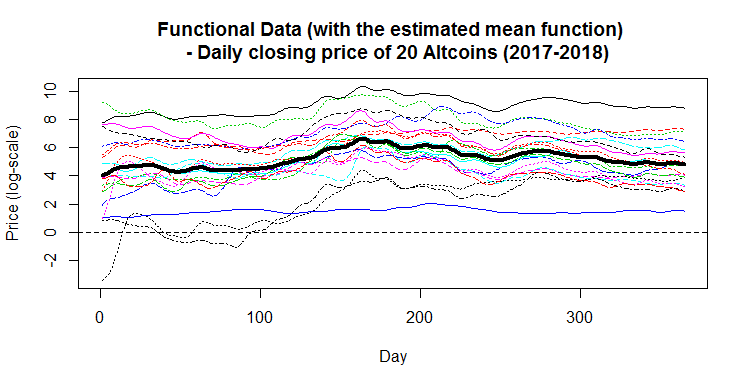 Functional Data (with the estimated mean function)
- Daily closing price of 20 Altcoins (2017-2018)
Price (log-scale)
10
8
6
4
2
0
-2
0
100
200
300
Day